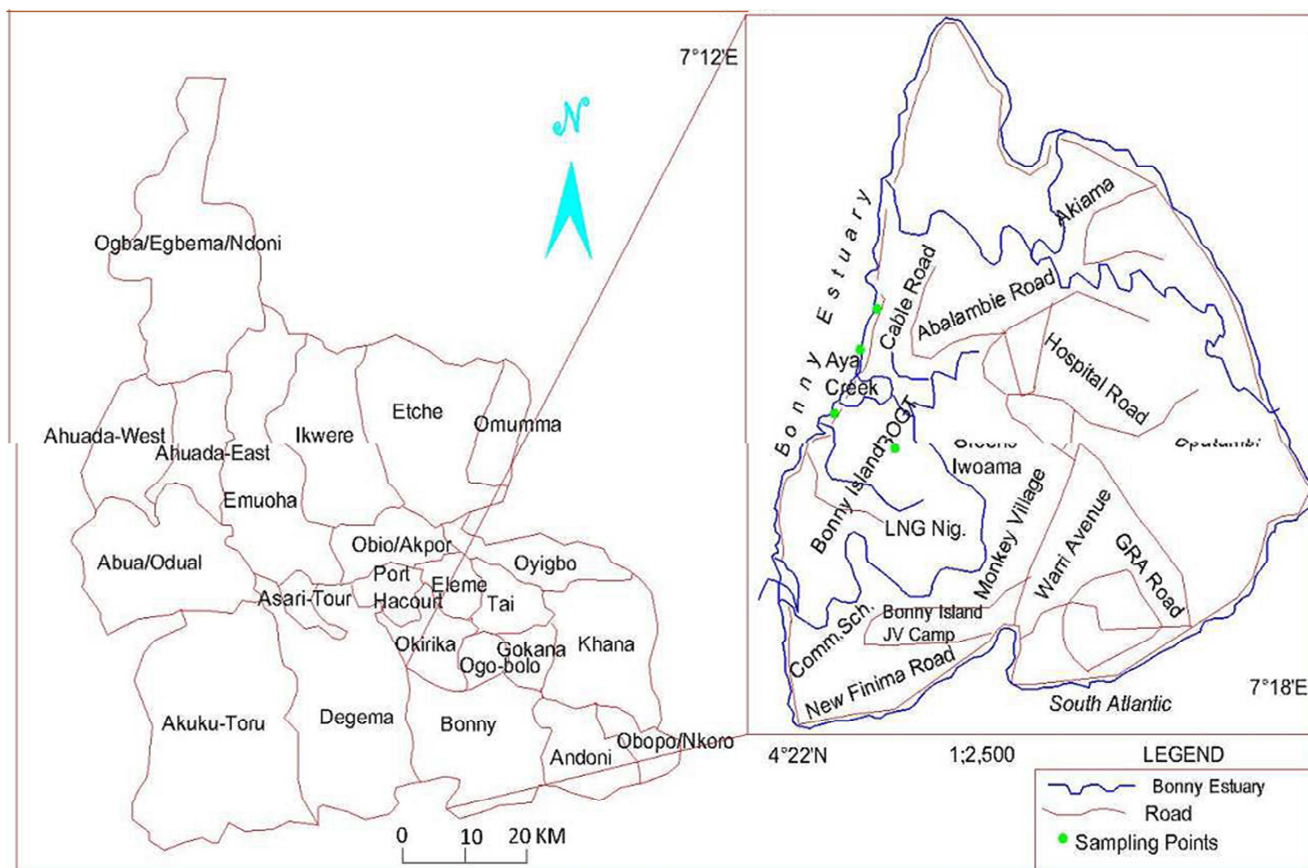 7°12'E
N
Ogba/Egbema/Ndoni
Ahuada-West
Ahuada-East
Ikwere
Etche
Omumma
Emuoha
Abua/Odual
Obio/Akpor
Oyigbo
Port
Hacourt
Eleme
Tai
Asari-Tour
Okirika
Ogo-bolo
Gokana
Khana
Akuku-Toru
Degema
Bonny
Andoni
Obopo/Nkoro
0 10 20 KM
Bonny Estuary
Akiama
Cable Road
Abalambie Road
Hospital Road
Aya
Creek
BOGT
Bonny Island
Iwoama
LNG Nig.
Monkey Village
Warri Avenue
GRA Road
Comm.Sch.
Bonny Island
JV Camp
New Finima Road
South Atlantic
7°18'E
4°22'N
1;2,500
LEGEND
Bonny Estuary
Road
Sampling Points